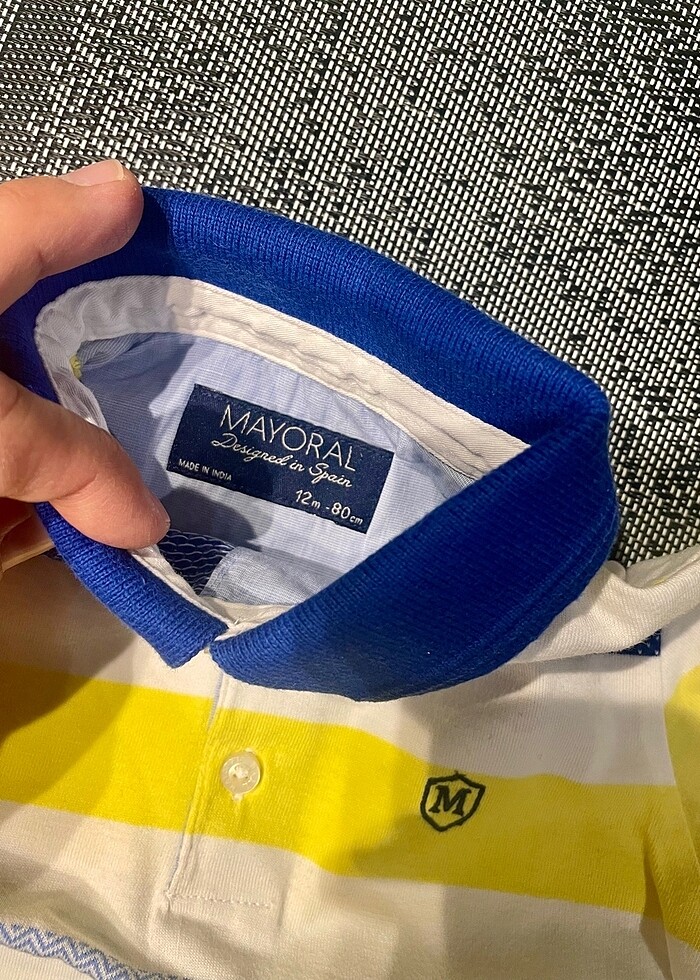 MAYORAL
Designed in Spain
MADE IN INDIA
12m - 80cm
M